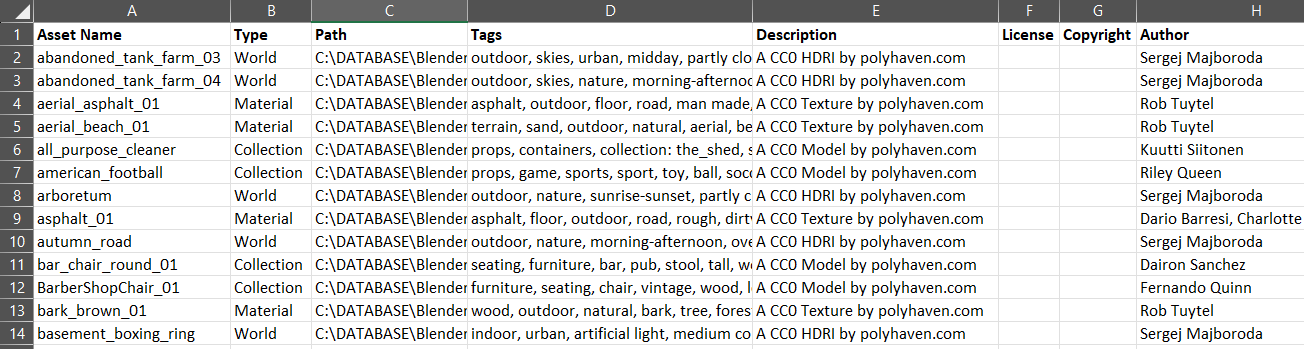 A B C D E F G H
1 Asset Name Type Path Tags Description License Copyright Author
2 abandoned_tank_farm_03 World C:\DATABASE\Blender outdoor, skies, urban, midday, partly clo A CC0 HDRI by polyhaven.com Sergej Majboroda
3 abandoned_tank_farm_04 World C:\DATABASE\Blender outdoor, skies, nature, morning-afternoo A CC0 HDRI by polyhaven.com Sergej Majboroda
4 aerial_asphalt_01 Material C:\DATABASE\Blender asphalt, outdoor, floor, road, man made, A CC0 Texture by polyhaven.com Rob Tuytel
5 aerial_beach_01 Material C:\DATABASE\Blender terrain, sand, outdoor, natural, aerial, be A CC0 Texture by polyhaven.com Rob Tuytel
6 all_purpose_cleaner Collection C:\DATABASE\Blender props, containers, collection: the_shed, s A CC0 Model by polyhaven.com Kuutti Siitonen
7 american_football Collection C:\DATABASE\Blender props, game, sports, sport, toy, ball, socc A CC0 Model by polyhaven.com Riley Queen
8 arboretum World C:\DATABASE\Blender outdoor, nature, sunrise-sunset, partly c A CC0 HDRI by polyhaven.com Sergej Majboroda
9 asphalt_01 Material C:\DATABASE\Blender asphalt, floor, outdoor, road, rough, dirt A CC0 Texture by polyhaven.com Dario Barresi, Charlotte
10 autumn_road World C:\DATABASE\Blender outdoor, nature, morning-afternoon, ove A CC0 HDRI by polyhaven.com Sergej Majboroda
11 bar_chair_round_01 Collection C:\DATABASE\Blender seating, furniture, bar, pub, stool, tall, w A CC0 Model by polyhaven.com Dairon Sanchez
12 BarberShopChair_01 Collection C:\DATABASE\Blender furniture, seating, chair, vintage, wood, l A CC0 Model by polyhaven.com Fernando Quinn
13 bark_brown_01 Material C:\DATABASE\Blender wood, outdoor, natural, bark, tree, fores A CC0 Texture by polyhaven.com Rob Tuytel
14 basement_boxing_ring World C:\DATABASE\Blender indoor, urban, artificial light, medium co A CC0 HDRI by polyhaven.com Sergej Majboroda